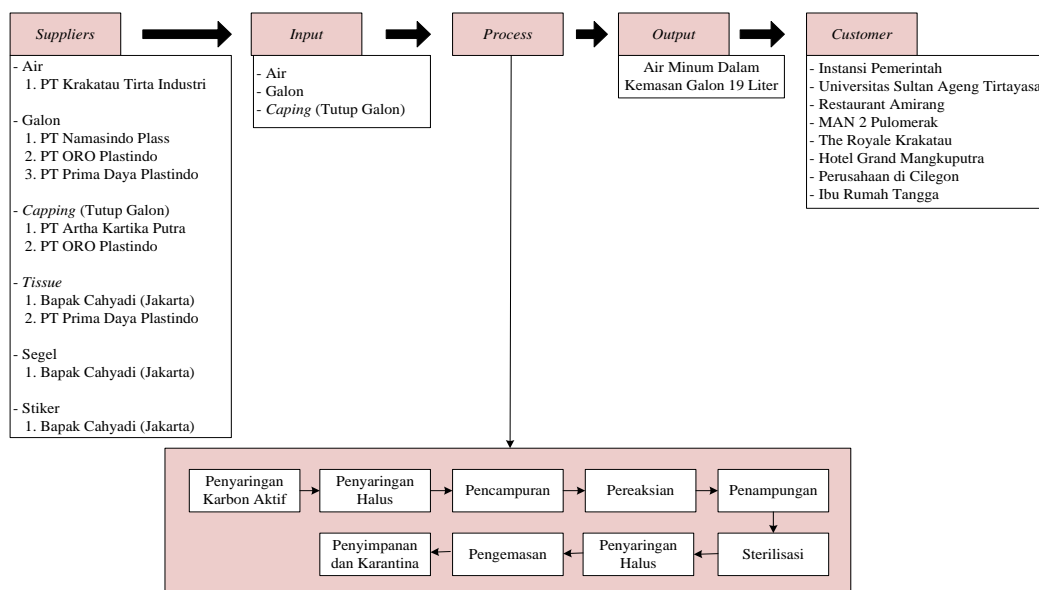 Suppliers
Input
Process
Output
Customer
- Air
1. PT Krakatau Tirta Industri
- Galon
1. PT Namasindo Plass
2. PT ORO Plastindo
3. PT Prima Daya Plastindo
- Capping (Tutup Galon)
1. PT Artha Kartika Putra
2. PT ORO Plastindo
- Tissue
1. Bapak Cahyadi (Jakarta)
2. PT Prima Daya Plastindo
- Segel
1. Bapak Cahyadi (Jakarta)
- Stiker
1. Bapak Cahyadi (Jakarta)
- Air
- Galon
- Caping (Tutup Galon)
Air Minum Dalam
Kemasan Galon 19 Liter
- Instansi Pemerintah
- Universitas Sultan Ageng Tirtayasa
- Restaurant Amirang
- MAN 2 Pulomerak
- The Royale Krakatau
- Hotel Grand Mangkuputra
- Perusahaan di Cilegon
- Ibu Rumah Tangga
Penyaringan
Karbon Aktif
Penyaringan
Halus
Pencampuran
Pereaksian
Penampungan
Sterilisasi
Penyaringan
Halus
Pengemasan
Penyimpanan
dan Karantina